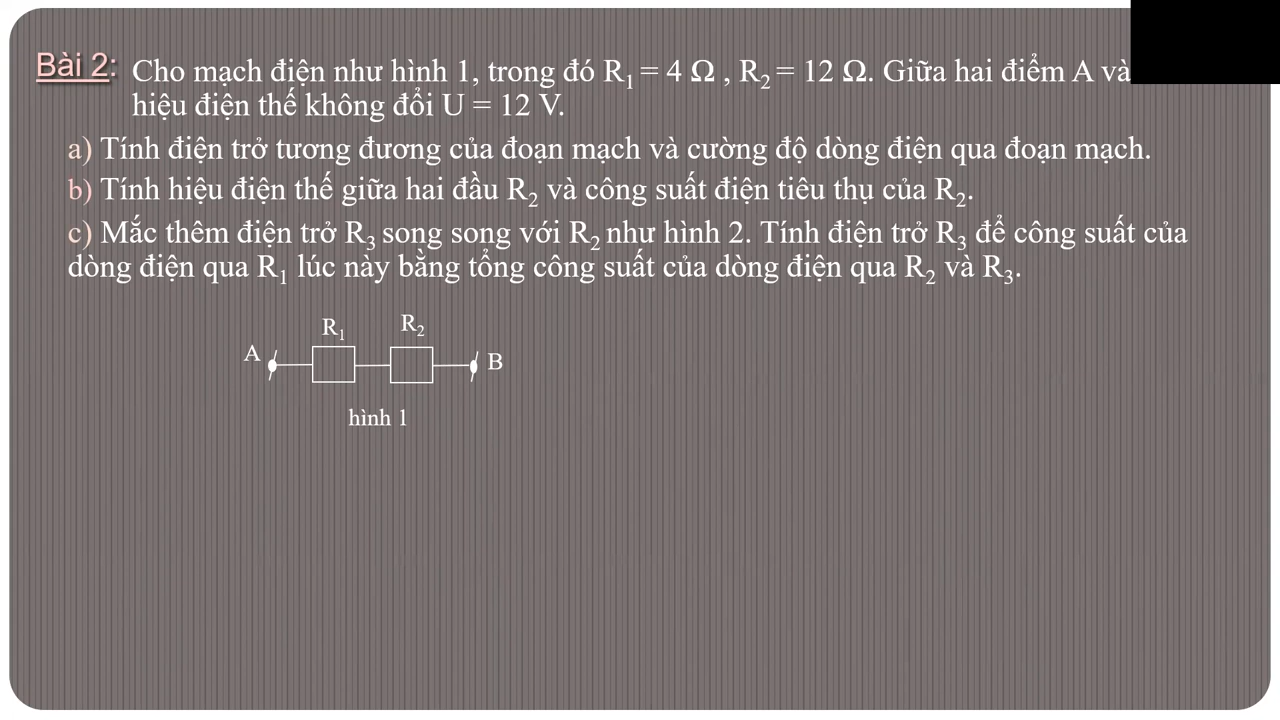 Bài 2: Cho mạch điện như hình 1, trong đó R₁ = 4 Ω , R₂ = 12 Ω. Giữa hai điểm A và
hiệu điện thế không đổi U = 12 V.
a) Tính điện trở tương đương của đoạn mạch và cường độ dòng điện qua đoạn mạch.
b) Tính hiệu điện thế giữa hai đầu R₂ và công suất điện tiêu thụ của R₂.
c) Mắc thêm điện trở R₃ song song với R₂ như hình 2. Tính điện trở R₃ để công suất của
dòng điện qua R₁ lúc này bằng tổng công suất của dòng điện qua R₂ và R₃.
R₁ R₂
A B
hình 1